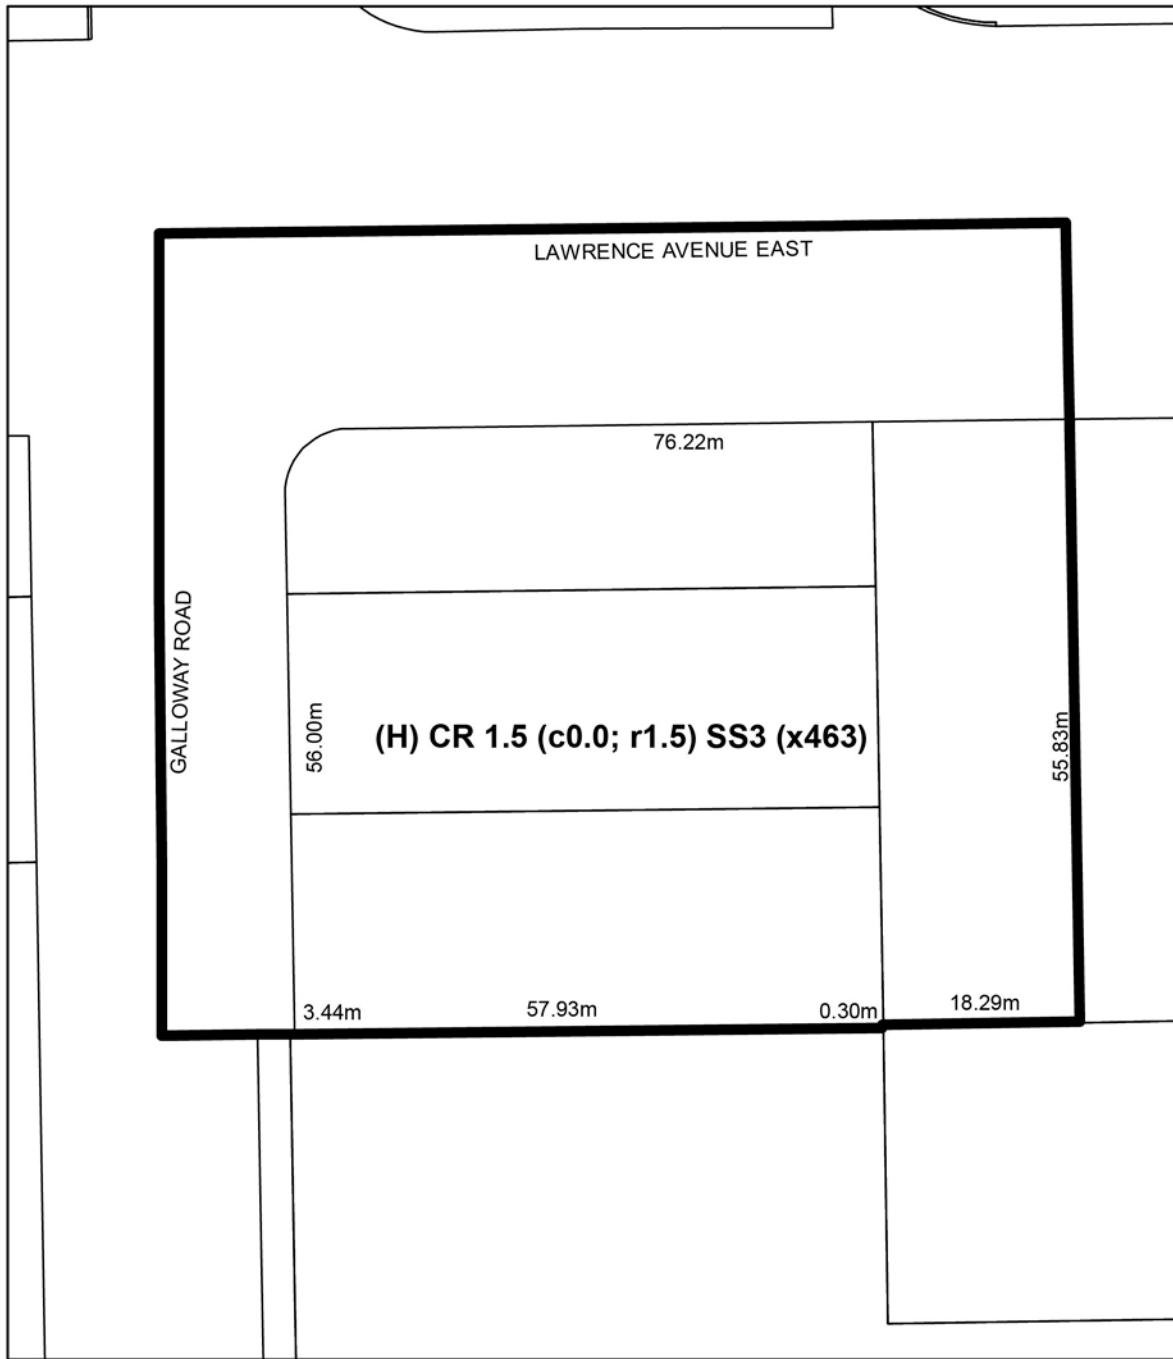 LAWRENCE AVENUE EAST
76.22m
GALLOWAY ROAD
56.00m
(H) CR 1.5 (c0.0; r1.5) SS3 (x463)
55.83m
3.44m
57.93m
0.30m
18.29m